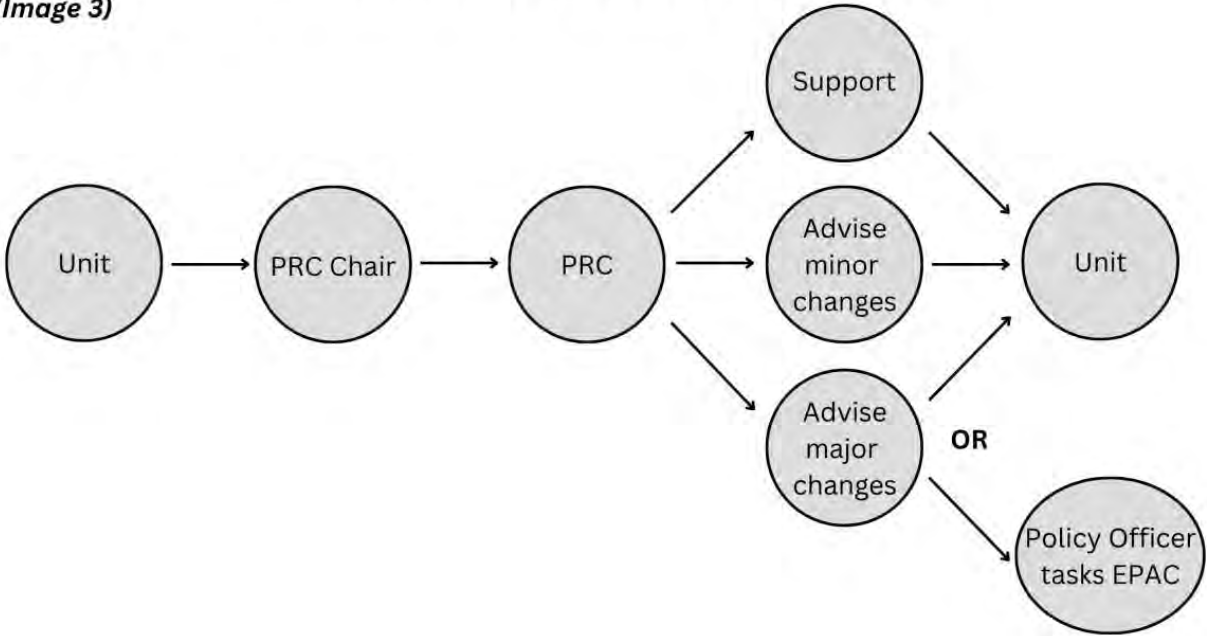 (Image 3)
Support
Unit
PRC Chair
PRC
Advise
minor
changes
Unit
Advise
major
changes
OR
Policy Officer
tasks EPAC